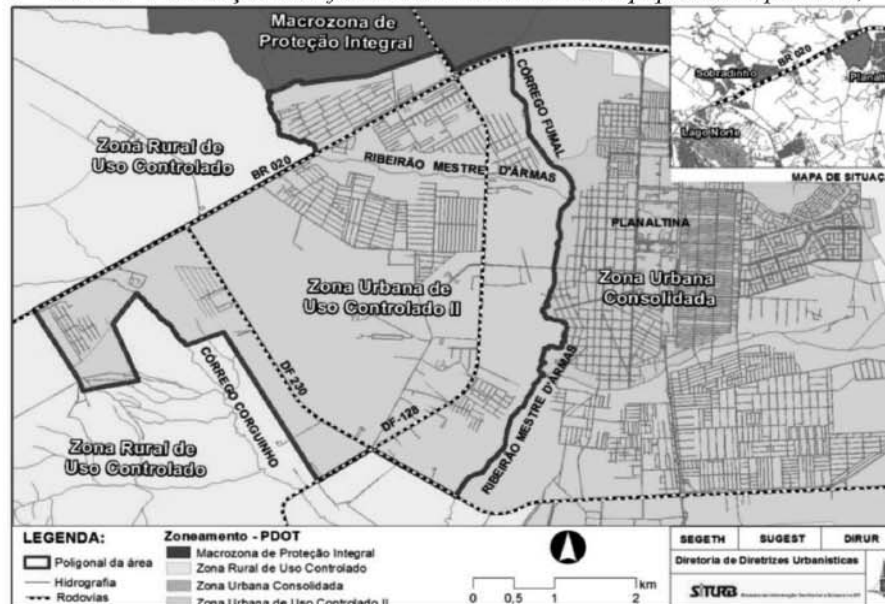 Macrozona de
Proteção Integral
BR 020
Sobradinho
Lago Norte
MAPA DE SITUAÇ
Zona Rural de
Uso Controlado
BR 020
RIBEIRÃO MESTRE D'ÁRMAS
CÓRREGO FUMAL
PLANALTINA
Zona Urbana de
Uso Controlado II
Zona Urbana
Consolidada
DF-230
DF-128
CÓRREGO CORGUINHO
RIBEIRÃO MESTRE D'ÁRMAS
Zona Rural de
Uso Controlado
LEGENDA:
Poligonal da área
Hidrografia
Rodovias
Zoneamento - PDOT
Macrozona de Proteção Integral
Zona Rural de Uso Controlado
Zona Urbana Consolidada
Zona Urbana de Uso Controlado II
km
0 0,5 1 2
SEGETH SUGEST DIRUR
Diretoria de Diretrizes Urbanísticas
SITURB